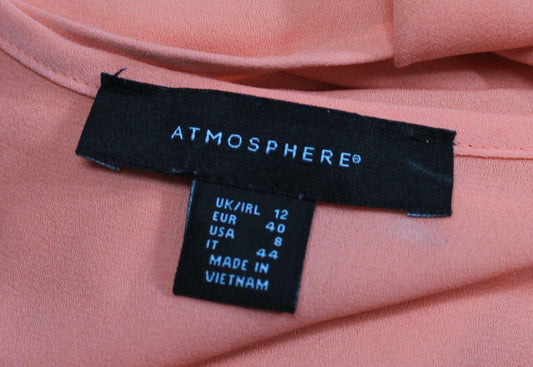 ATMOSPHERE®
UK/IRL 12
EUR 40
USA 8
IT 44
MADE IN
VIETNAM